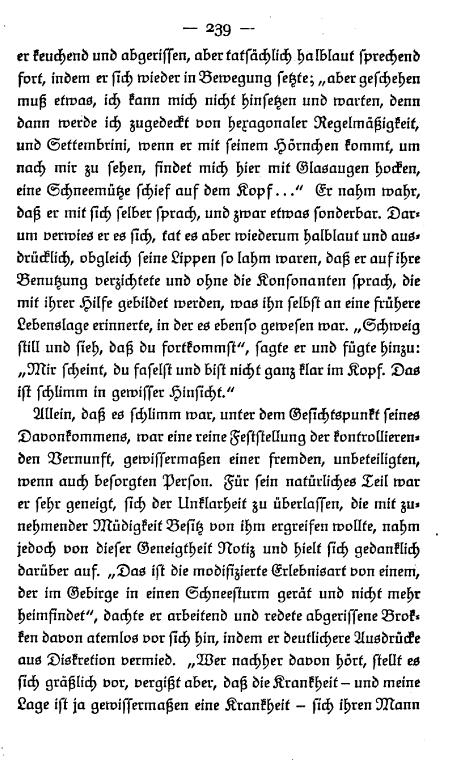 — 239 —
er keuchend und abgerissen, aber tatsächlich halblaut sprechend
fort, indem er sich wieder in Bewegung setzte; „aber geschehen
muß etwas, ich kann mich nicht hinsetzen und warten, denn
dann werde ich zugedeckt von hexagonaler Regelmäßigkeit,
und Settembrini, wenn er mit seinem Hörnchen kommt, um
nach mir zu sehen, findet mich hier mit Glasaugen hocken,
eine Schneemütze schief auf dem Kopf...“ Er nahm wahr,
daß er mit sich selber sprach, und zwar etwas sonderbar. Dar-
um verwies er es sich, tat es aber wiederum halblaut und aus-
drücklich, obgleich seine Lippen so lahm waren, daß er auf ihre
Benutzung verzichtete und ohne die Konsonanten sprach, die
mit ihrer Hilfe gebildet werden, was ihn selbst an eine frühere
Lebenslage erinnerte, in der es ebenso gewesen war. „Schweig
still und sieh, daß du fortkommst“, sagte er und fügte hinzu:
„Mir scheint, du faselst und bist nicht ganz klar im Kopf. Das
ist schlimm in gewisser Hinsicht.“
Allein, daß es schlimm war, unter dem Gesichtspunkt seines
Davonkommens, war eine reine Feststellung der kontrollieren-
den Vernunft, gewissermaßen einer fremden, unbeteiligten,
wenn auch besorgten Person. Für sein natürliches Teil war
er sehr geneigt, sich der Unklarheit zu überlassen, die mit zu-
nehmender Müdigkeit Besitz von ihm ergreifen wollte, nahm
jedoch von dieser Geneigtheit Notiz und hielt sich gedanklich
darüber auf. „Das ist die modifizierte Erlebnisart von einem,
der im Gebirge in einen Schneesturm gerät und nicht mehr
heimfindet“, dachte er arbeitend und redete abgerissene Brok-
ken davon atemlos vor sich hin, indem er deutlichere Ausdrücke
aus Diskretion vermied. „Wer nachher davon hört, stellt es
sich gräßlich vor, vergißt aber, daß die Krankheit – und meine
Lage ist ja gewissermaßen eine Krankheit – sich ihren Mann